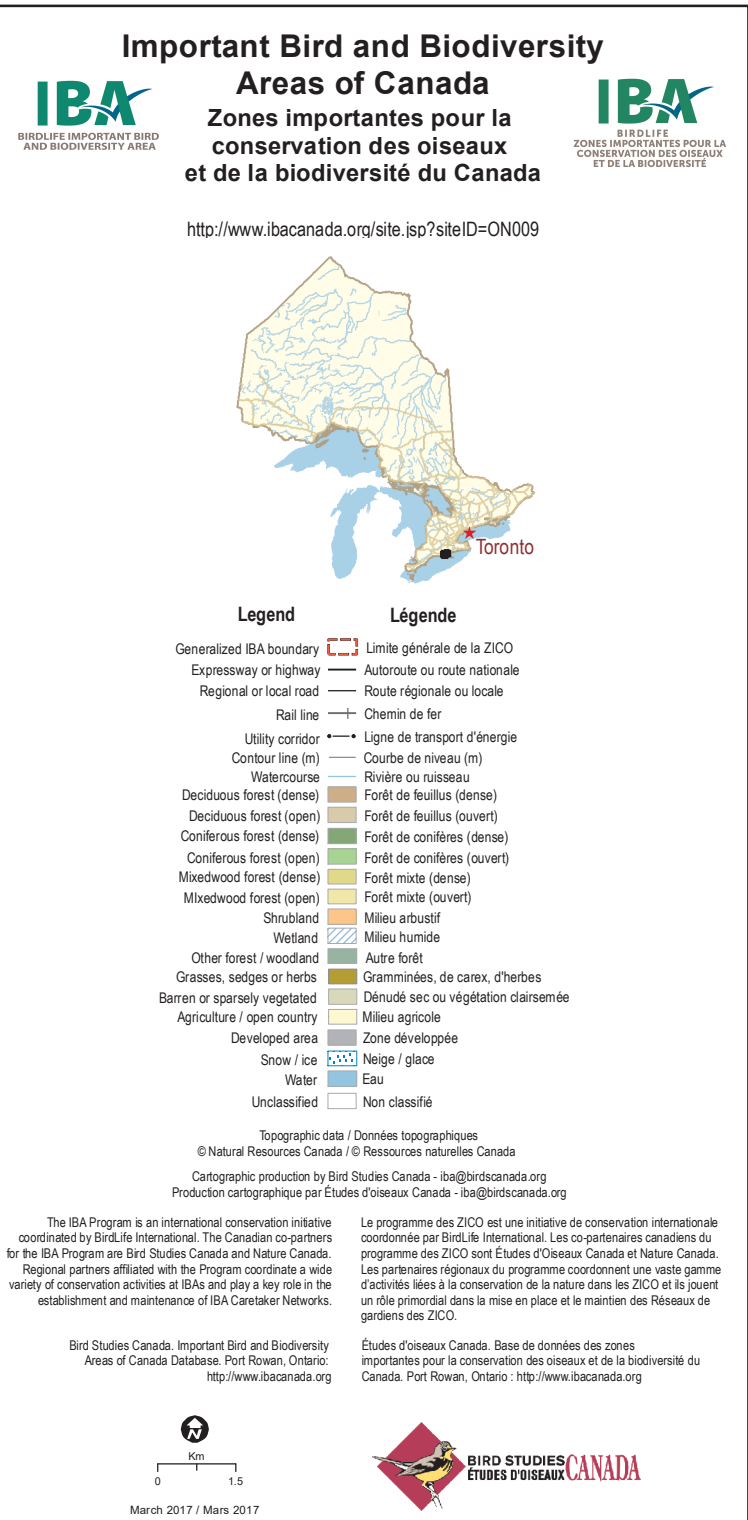 Important Bird and Biodiversity
Areas of Canada
Zones importantes pour la
conservation des oiseaux
et de la biodiversité du Canada
IBA
BIRDLIFE IMPORTANT BIRD
AND BIODIVERSITY AREA
IBA
BIRDLIFE
ZONES IMPORTANTES POUR LA
CONSERVATION DES OISEAUX
ET DE LA BIODIVERSITÉ
http://www.ibacanada.org/site.jsp?siteID=ON009
Toronto
Legend Légende
Generalized IBA boundary Limite générale de la ZICO
Expressway or highway Autoroute ou route nationale
Regional or local road Route régionale ou locale
Rail line Chemin de fer
Utility corridor Ligne de transport d'énergie
Contour line (m) Courbe de niveau (m)
Watercourse Rivière ou ruisseau
Deciduous forest (dense) Forêt de feuillus (dense)
Deciduous forest (open) Forêt de feuillus (ouvert)
Coniferous forest (dense) Forêt de conifères (dense)
Coniferous forest (open) Forêt de conifères (ouvert)
Mixedwood forest (dense) Forêt mixte (dense)
MIxedwood forest (open) Forêt mixte (ouvert)
Shrubland Milieu arbustif
Wetland Milieu humide
Other forest / woodland Autre forêt
Grasses, sedges or herbs Gramminées, de carex, d'herbes
Barren or sparsely vegetated Dénudé sec ou végétation clairsemée
Agriculture / open country Milieu agricole
Developed area Zone développée
Snow / ice Neige / glace
Water Eau
Unclassified Non classifié
Topographic data / Données topographiques
© Natural Resources Canada / © Ressources naturelles Canada
Cartographic production by Bird Studies Canada - iba@birdscanada.org
Production cartographique par Études d'oiseaux Canada - iba@birdscanada.org
The IBA Program is an international conservation initiative
coordinated by BirdLife International. The Canadian co-partners
for the IBA Program are Bird Studies Canada and Nature Canada.
Regional partners affiliated with the Program coordinate a wide
variety of conservation activities at IBAs and play a key role in the
establishment and maintenance of IBA Caretaker Networks.
Le programme des ZICO est une initiative de conservation internationale
coordonnée par BirdLife International. Les co-partenaires canadiens du
programme des ZICO sont Études d'Oiseaux Canada et Nature Canada.
Les partenaires régionaux du programme coordonnent une vaste gamme
d'activités liées à la conservation de la nature dans les ZICO et ils jouent
un rôle primordial dans la mise en place et le maintien des Réseaux de
gardiens des ZICO.
Bird Studies Canada. Important Bird and Biodiversity
Areas of Canada Database. Port Rowan, Ontario:
http://www.ibacanada.org
Études d'oiseaux Canada. Base de données des zones
importantes pour la conservation des oiseaux et de la biodiversité du
Canada. Port Rowan, Ontario : http://www.ibacanada.org
N
Km
0 1.5
March 2017 / Mars 2017
BIRD STUDIES
ÉTUDES D'OISEAUX CANADA